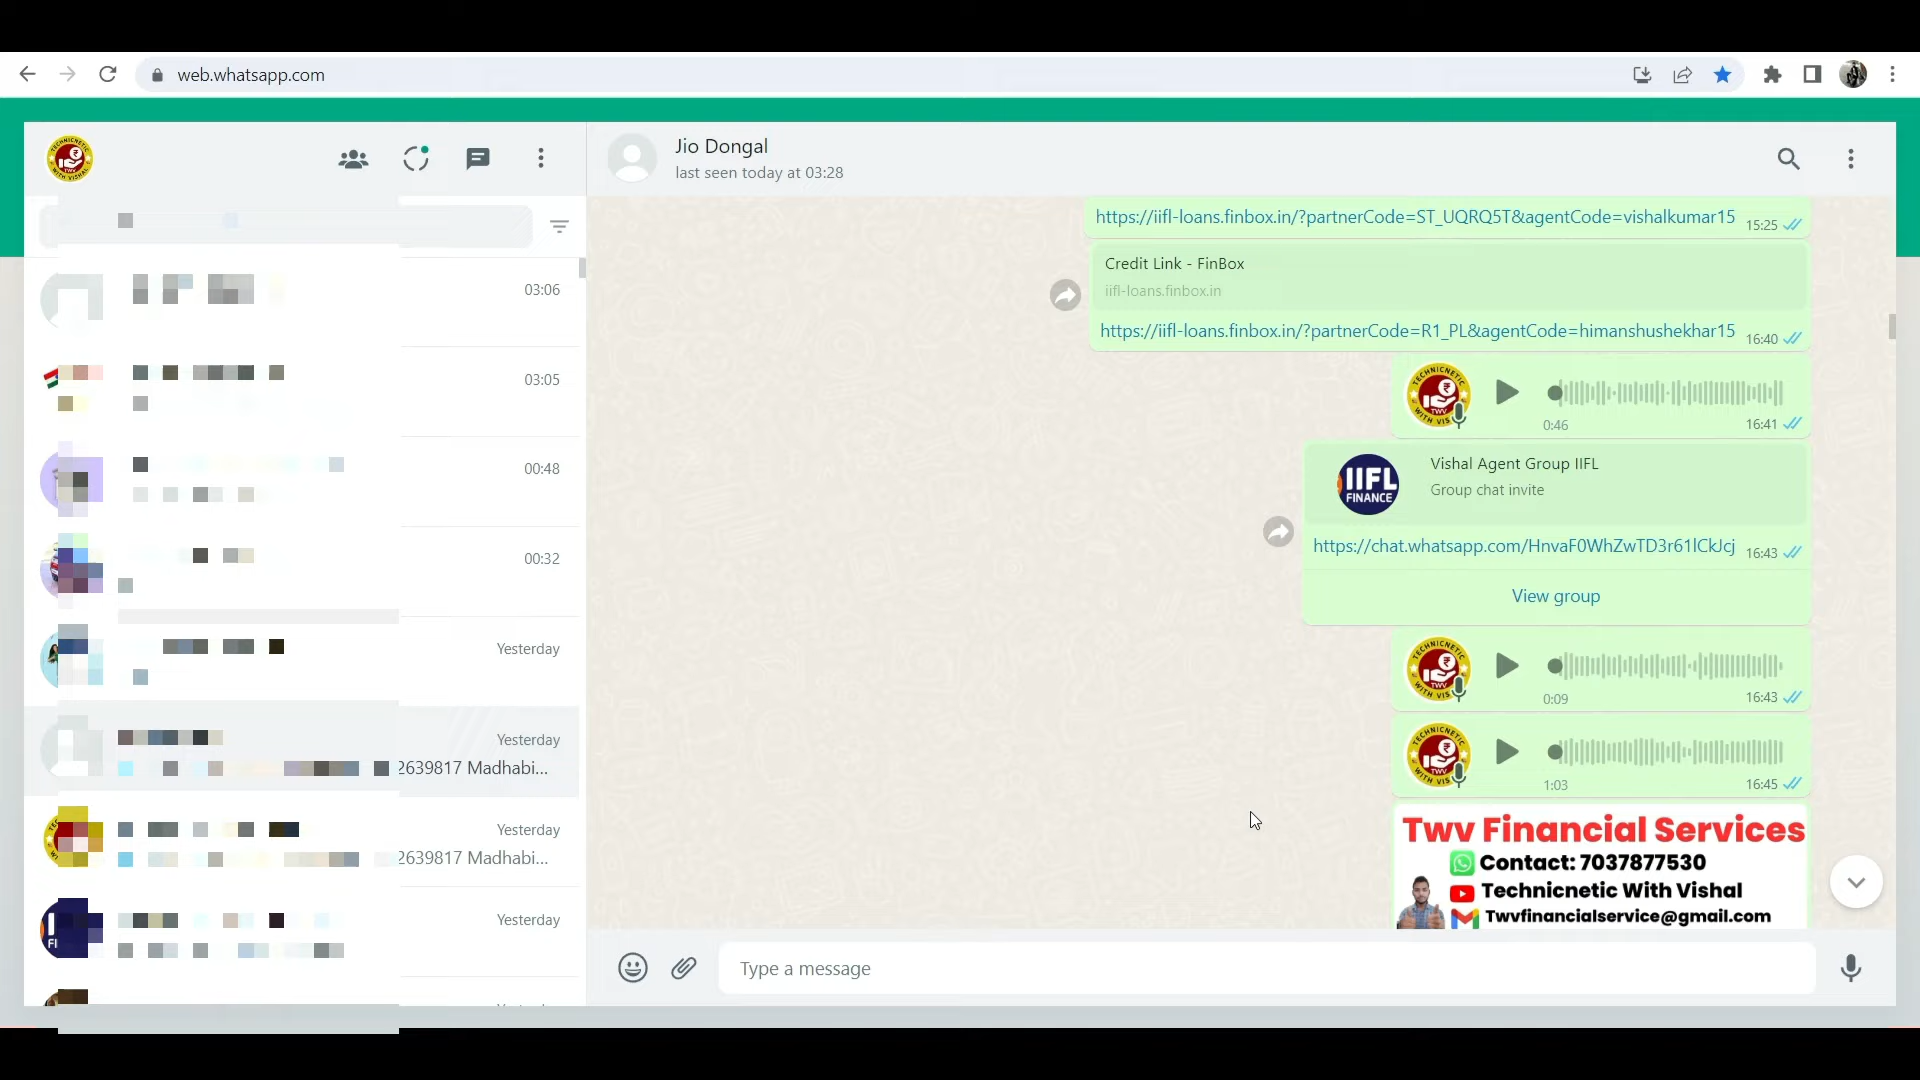 web.whatsapp.com
Jio Dongal
last seen today at 03:28
03:06
03:05
00:48
00:32
Yesterday
Yesterday
2639817 Madhabi...
Yesterday
2639817 Madhabi...
Yesterday
https://iifl-loans.finbox.in/?partnerCode=ST_UQRQ5T&agentCode=vishalkumar15 15:25
Credit Link - FinBox
iifl-loans.finbox.in
https://iifl-loans.finbox.in/?partnerCode=R1_PL&agentCode=himanshushekhar15 16:40
0:46 16:41
IIFL
FINANCE
Vishal Agent Group IIFL
Group chat invite
https://chat.whatsapp.com/HnvaF0WhZwTD3r61lCkJcj 16:43
View group
0:09 16:43
1:03 16:45
Twv Financial Services
Contact: 7037877530
Technicnetic With Vishal
Twvfinancialservice@gmail.com
Type a message